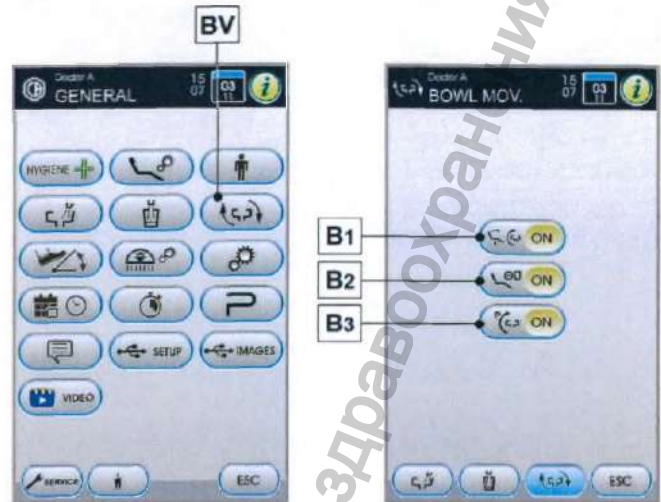 BV
Doctor A
GENERAL
15
07
03
11
i
HYGIENE
SETUP
IMAGES
VIDEO
SERVICE
ESC
Doctor A
BOWL MOV.
15
07
03
11
i
B1
ON
B2
ON
B3
ON
ESC
здравоохранения